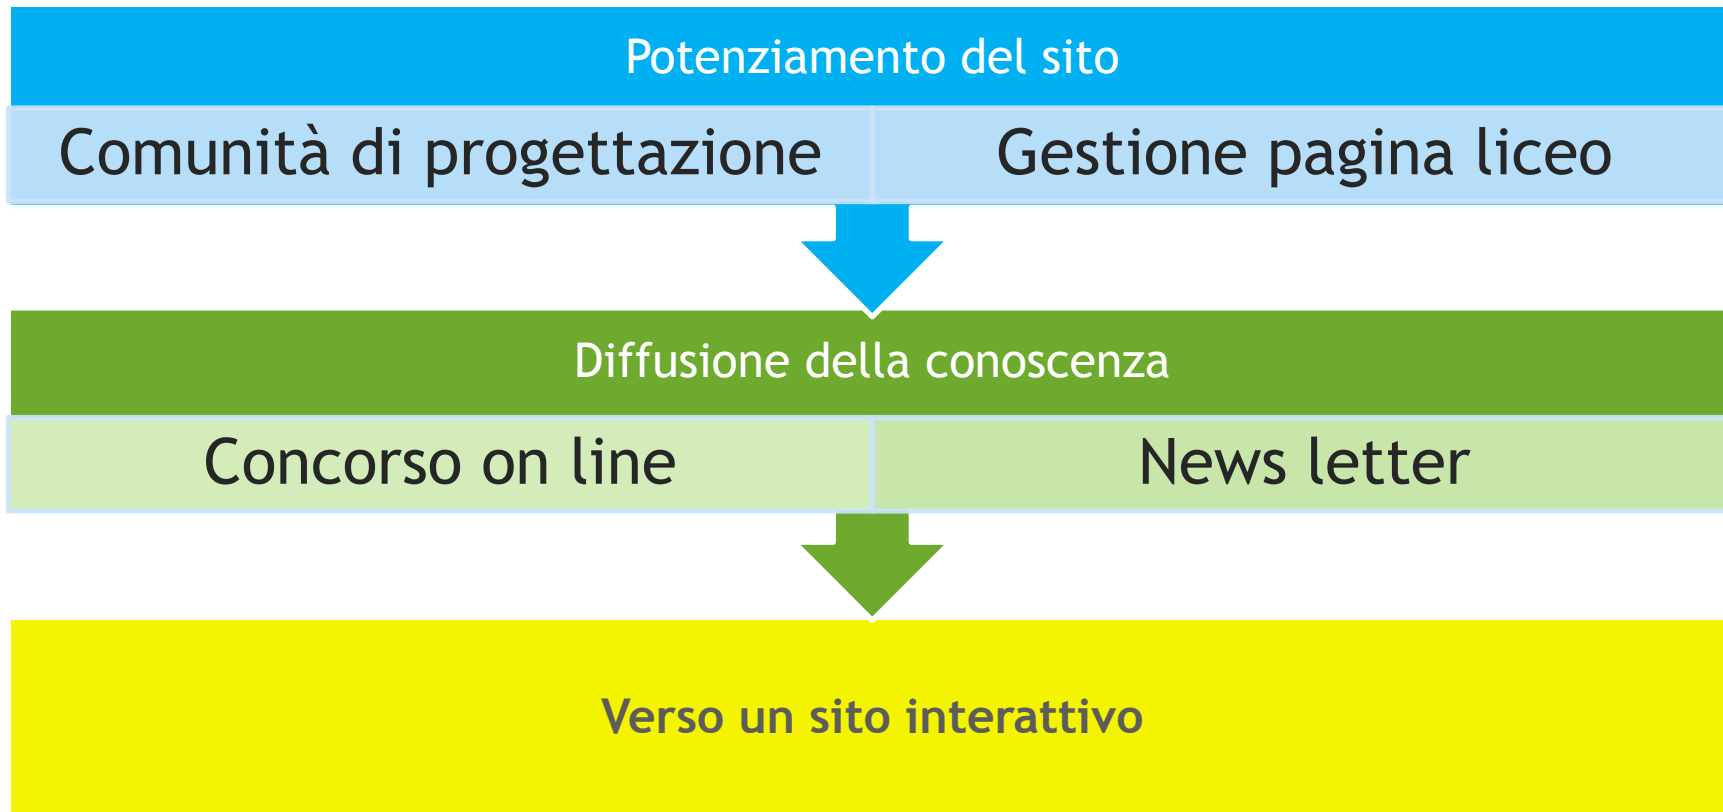 Potenziamento del sito
Comunità di progettazione
Gestione pagina liceo
Diffusione della conoscenza
Concorso on line
News letter
Verso un sito interattivo